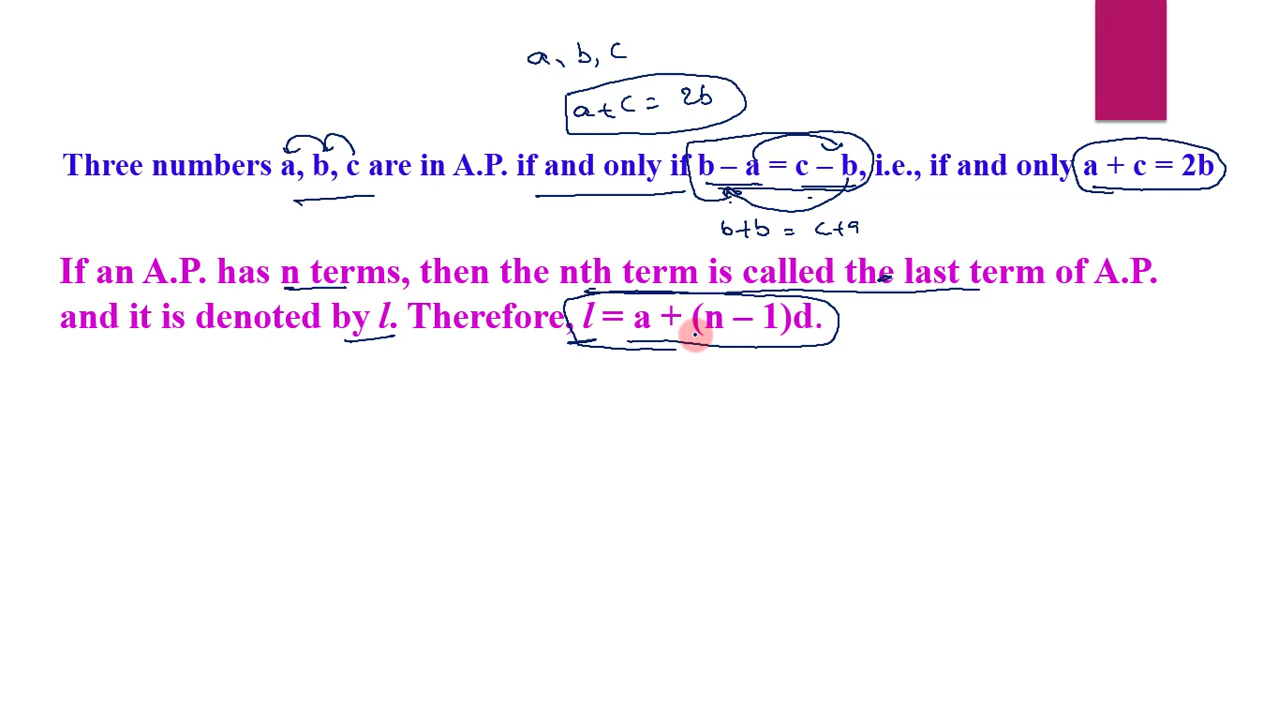 a, b, c
a + c = 2b
Three numbers a, b, c are in A.P. if and only if b – a = c – b, i.e., if and only a + c = 2b
b+b = c+a
If an A.P. has n terms, then the nth term is called the last term of A.P.
and it is denoted by l. Therefore, l = a + (n – 1)d.